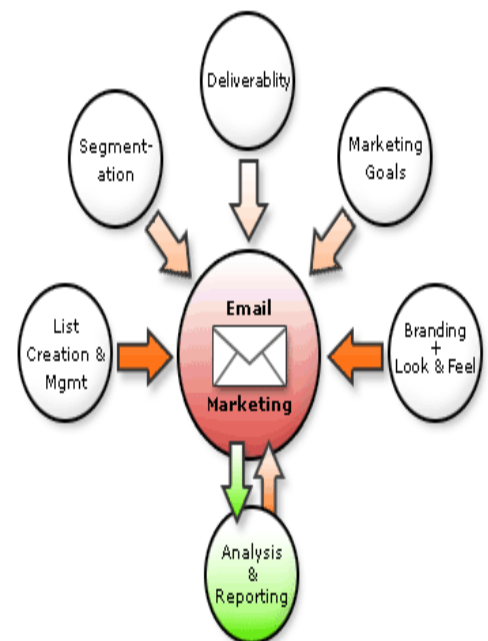 Deliverablity
Segment-
ation
Marketing
Goals
List
Creation &
Mgmt
Email
Marketing
Branding
+
Look & Feel
Analysis
&
Reporting